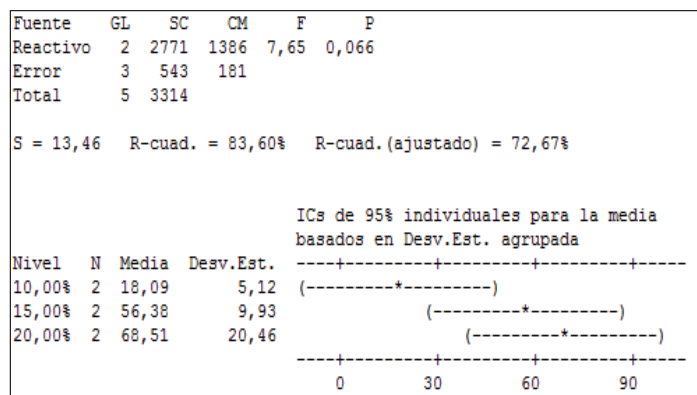 Fuente    GL    SC    CM     F      P
Reactivo   2  2771  1386  7,65  0,066
Error      3   543   181
Total      5  3314
S = 13,46   R-cuad. = 83,60%   R-cuad.(ajustado) = 72,67%
ICs de 95% individuales para la media
basados en Desv.Est. agrupada
Nivel   N  Media  Desv.Est.  ----+---------+---------+---------+-----
10,00%  2  18,09       5,12  (---------*---------)
15,00%  2  56,38       9,93               (---------*---------)
20,00%  2  68,51      20,46                   (---------*---------)
----+---------+---------+---------+-----
0        30        60        90